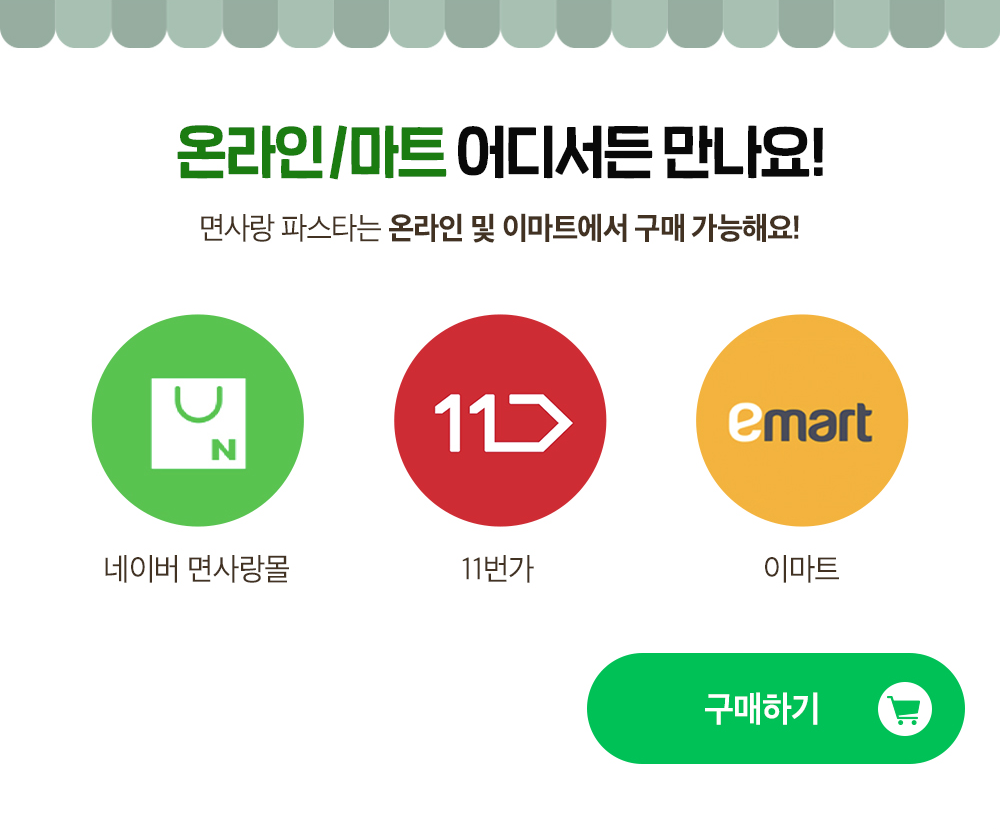 온라인/마트 어디서든 만나요!
면사랑 파스타는 온라인 및 이마트에서 구매 가능해요!
N
11
emart
네이버 면사랑몰
11번가
이마트
구매하기